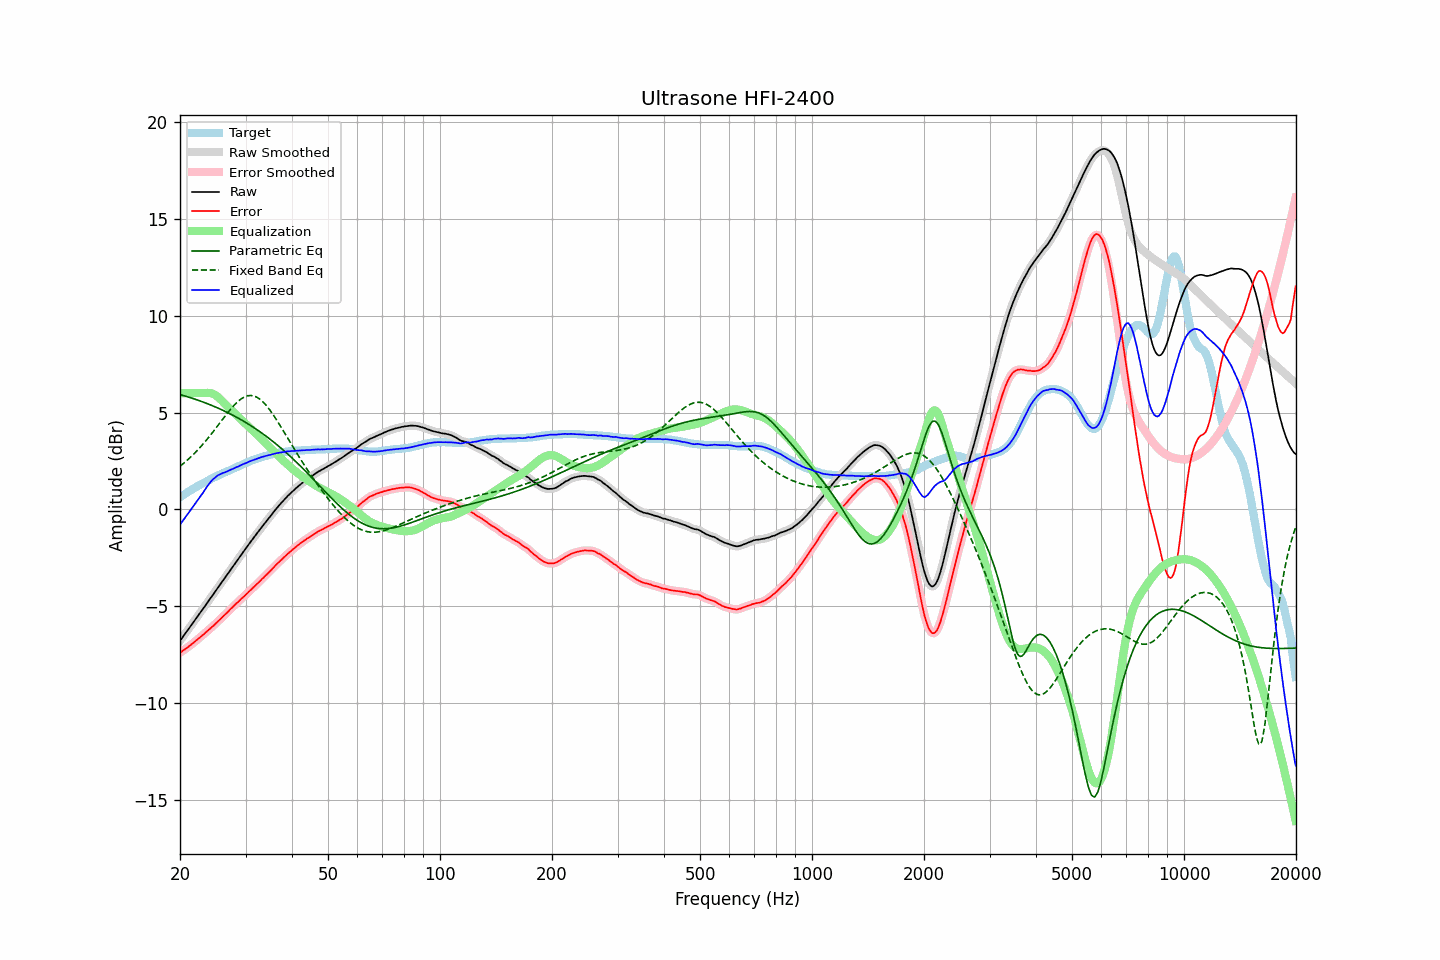 Ultrasone HFI-2400
Target
Raw Smoothed
Error Smoothed
Raw
Error
Equalization
Parametric Eq
Fixed Band Eq
Equalized
Amplitude (dBr)
20
15
10
5
0
−5
−10
−15
20 50 100 200 500 1000 2000 5000 10000 20000
Frequency (Hz)